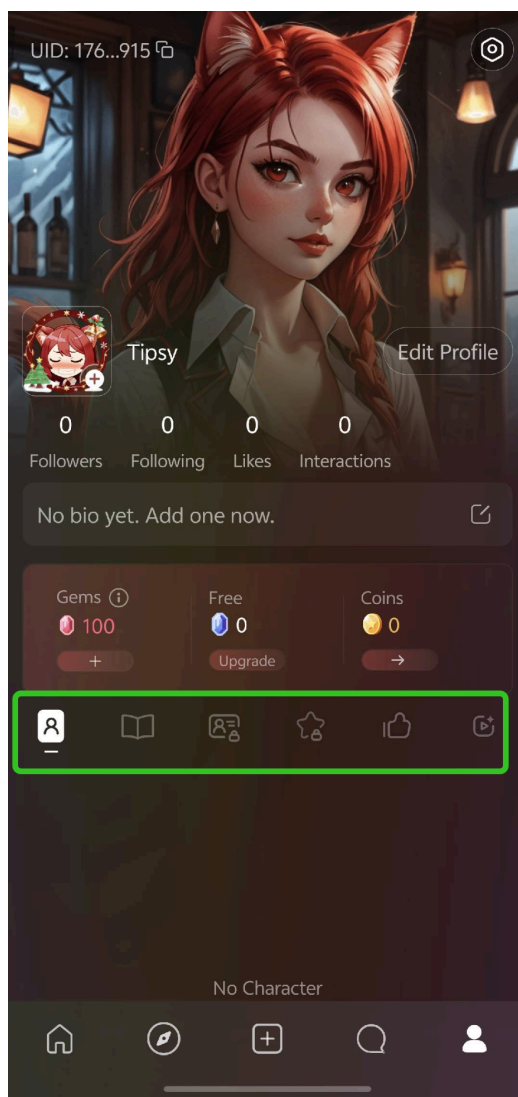 UID: 176...915
Tipsy
Edit Profile
0 0 0 0
Followers Following Likes Interactions
No bio yet. Add one now.
Gems Free Coins
100 0 0
+ Upgrade →
No Character